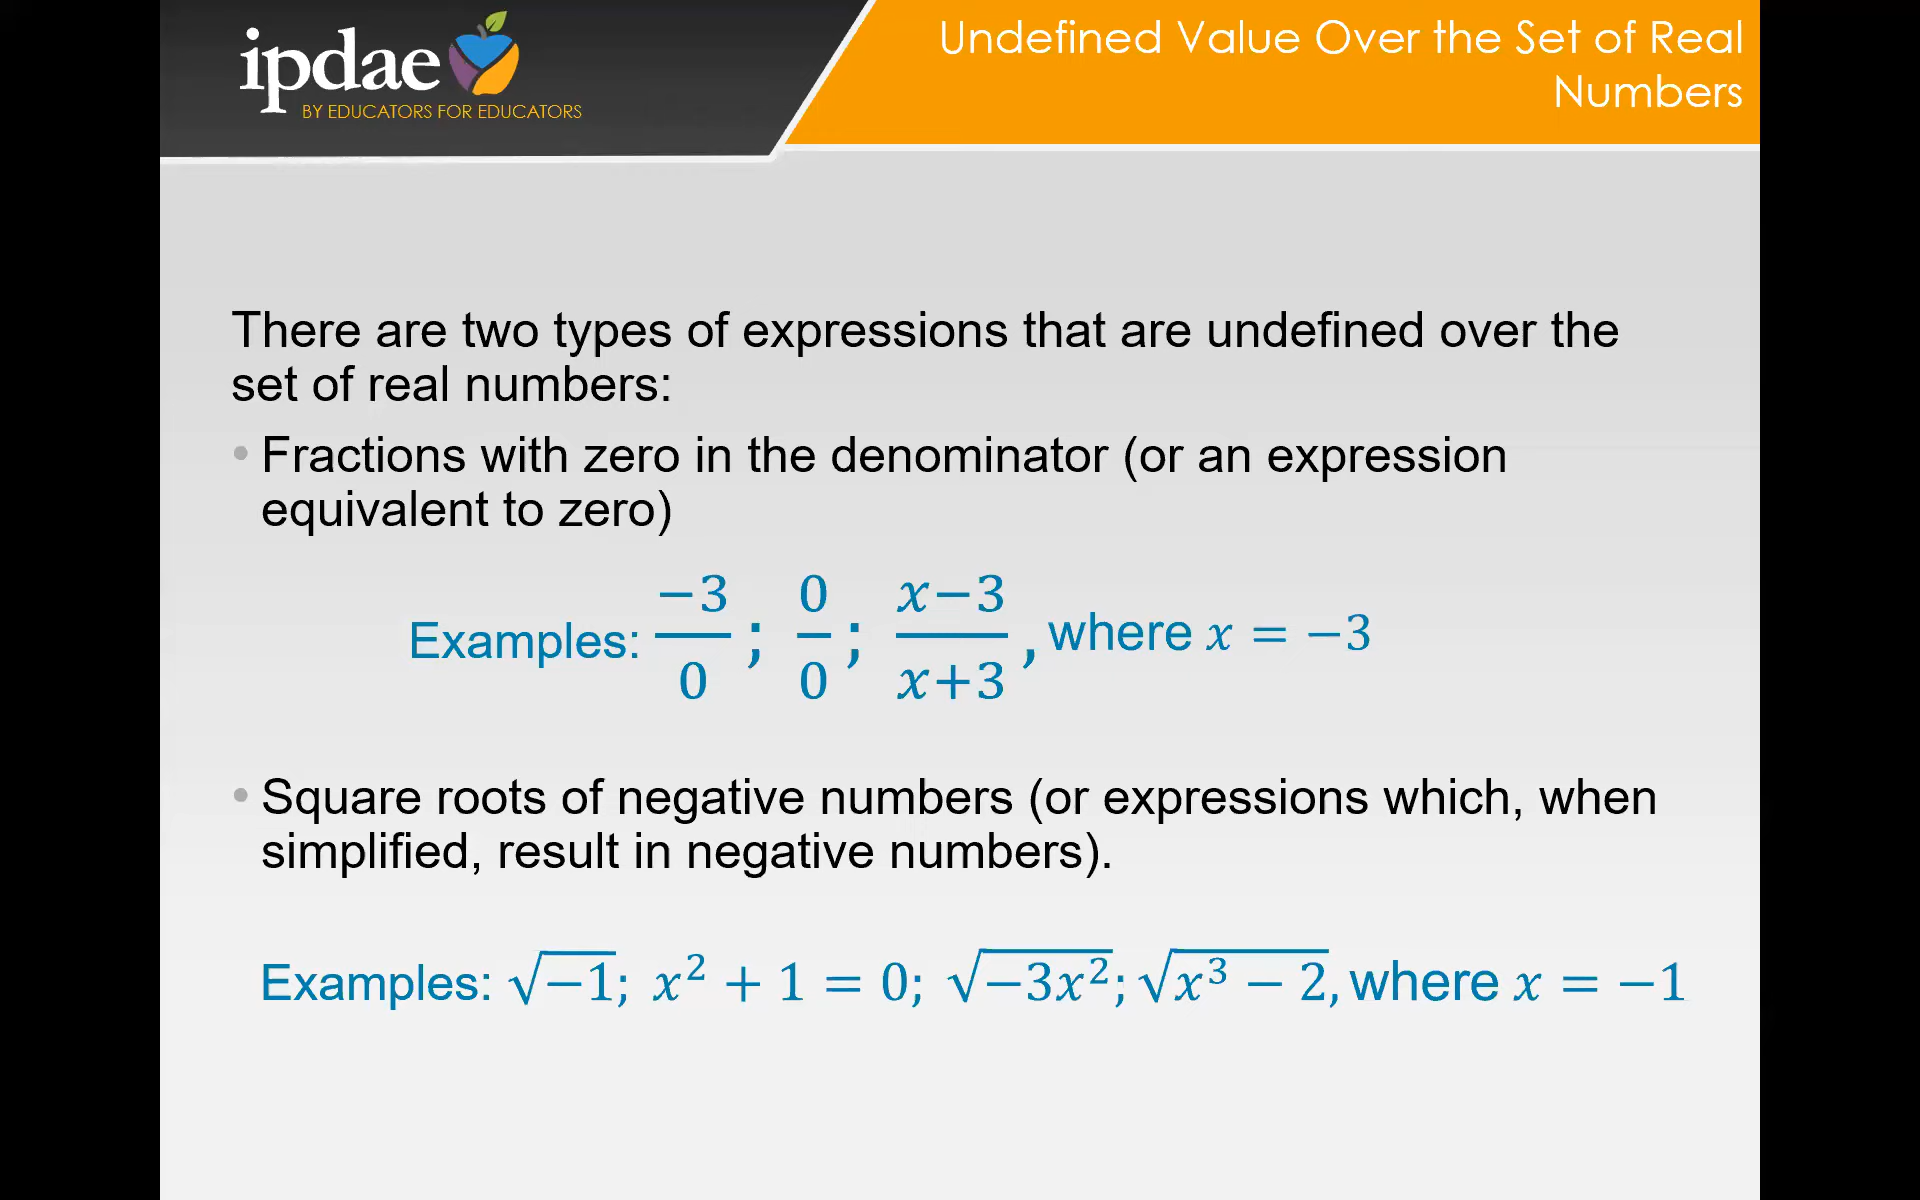 ipdae
BY EDUCATORS FOR EDUCATORS
Undefined Value Over the Set of Real
Numbers
There are two types of expressions that are undefined over the
set of real numbers:
• Fractions with zero in the denominator (or an expression
equivalent to zero)
Examples: −3/0 ; 0/0 ; x−3/x+3 , where x = −3
• Square roots of negative numbers (or expressions which, when
simplified, result in negative numbers).
Examples: √−1; x² + 1 = 0; √−3x²; √x³ − 2, where x = −1